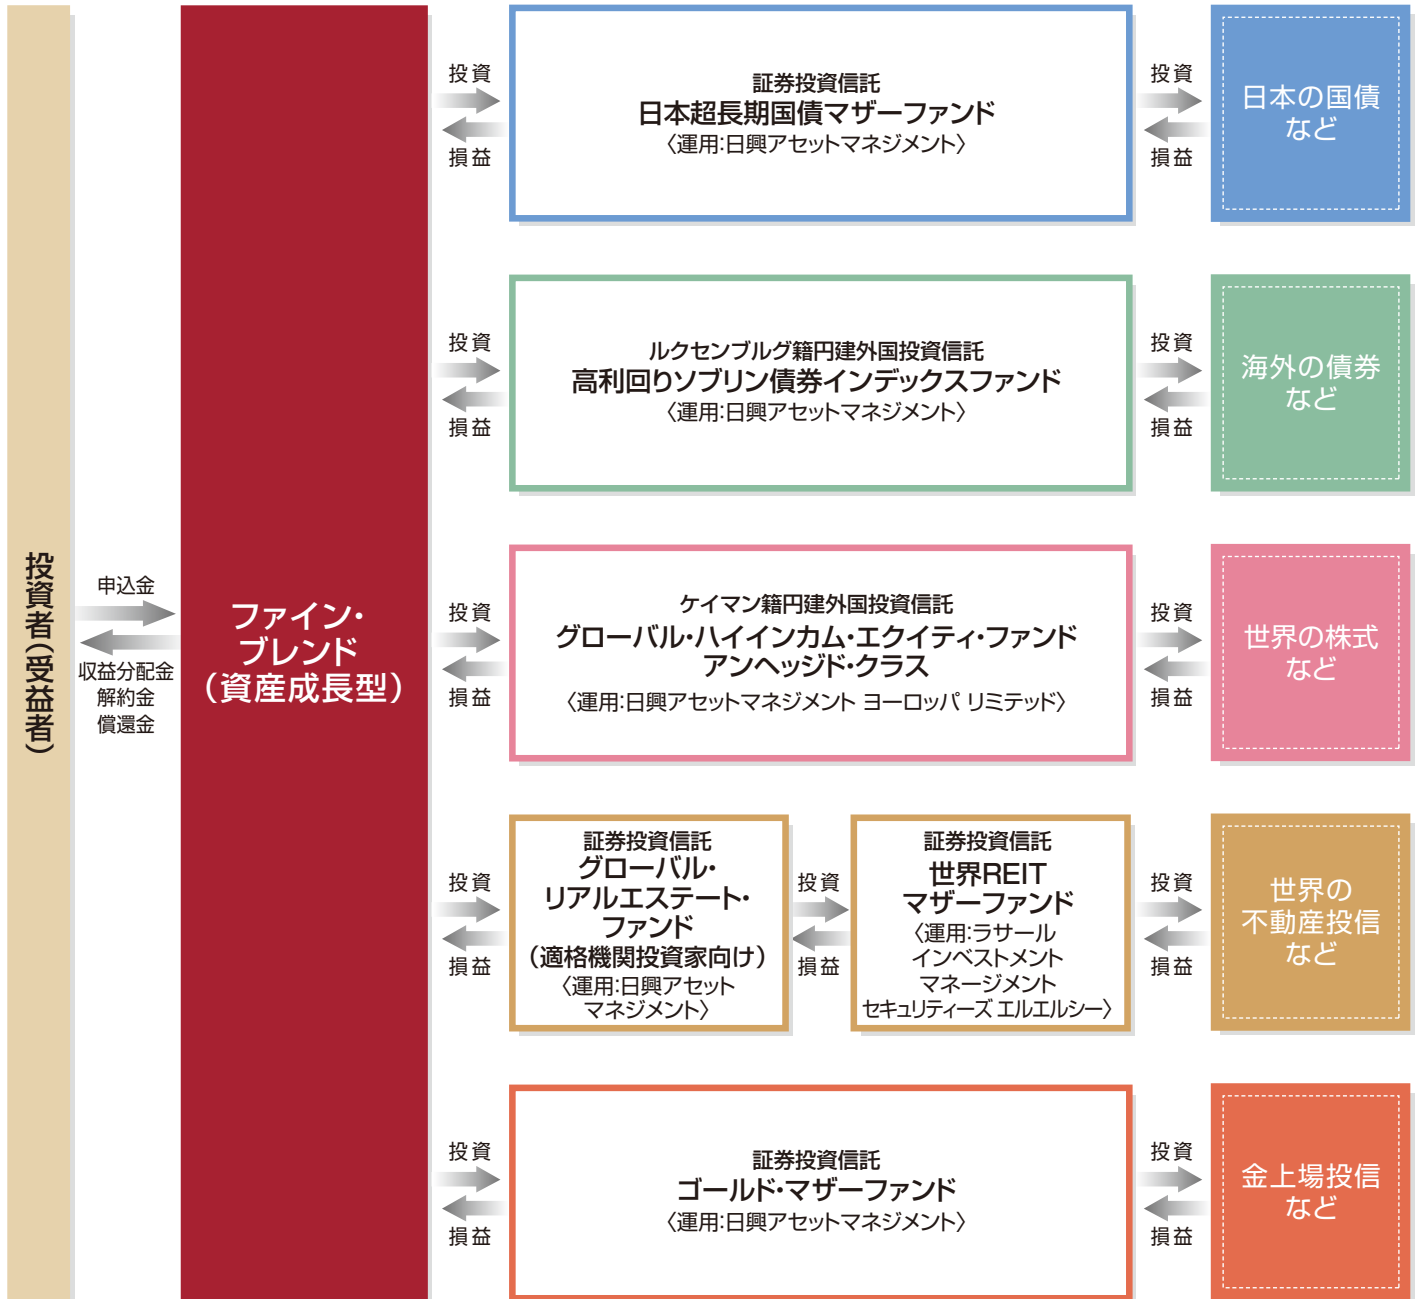 投資者(受益者)
申込金
収益分配金
解約金
償還金
ファイン・
ブレンド
(資産成長型)
投資
損益
証券投資信託
日本超長期国債マザーファンド
〈運用:日興アセットマネジメント〉
投資
損益
日本の国債
など
投資
損益
ルクセンブルグ籍円建外国投資信託
高利回りソブリン債券インデックスファンド
〈運用:日興アセットマネジメント〉
投資
損益
海外の債券
など
投資
損益
ケイマン籍円建外国投資信託
グローバル・ハイインカム・エクイティ・ファンド
アンヘッジド・クラス
〈運用:日興アセットマネジメント ヨーロッパ リミテッド〉
投資
損益
世界の株式
など
投資
損益
証券投資信託
グローバル・
リアルエステート・
ファンド
(適格機関投資家向け)
〈運用:日興アセット
マネジメント〉
投資
損益
証券投資信託
世界REIT
マザーファンド
〈運用:ラサール
インベストメント
マネージメント
セキュリティーズ エルエルシー〉
投資
損益
世界の
不動産投信
など
投資
損益
証券投資信託
ゴールド・マザーファンド
〈運用:日興アセットマネジメント〉
投資
損益
金上場投信
など